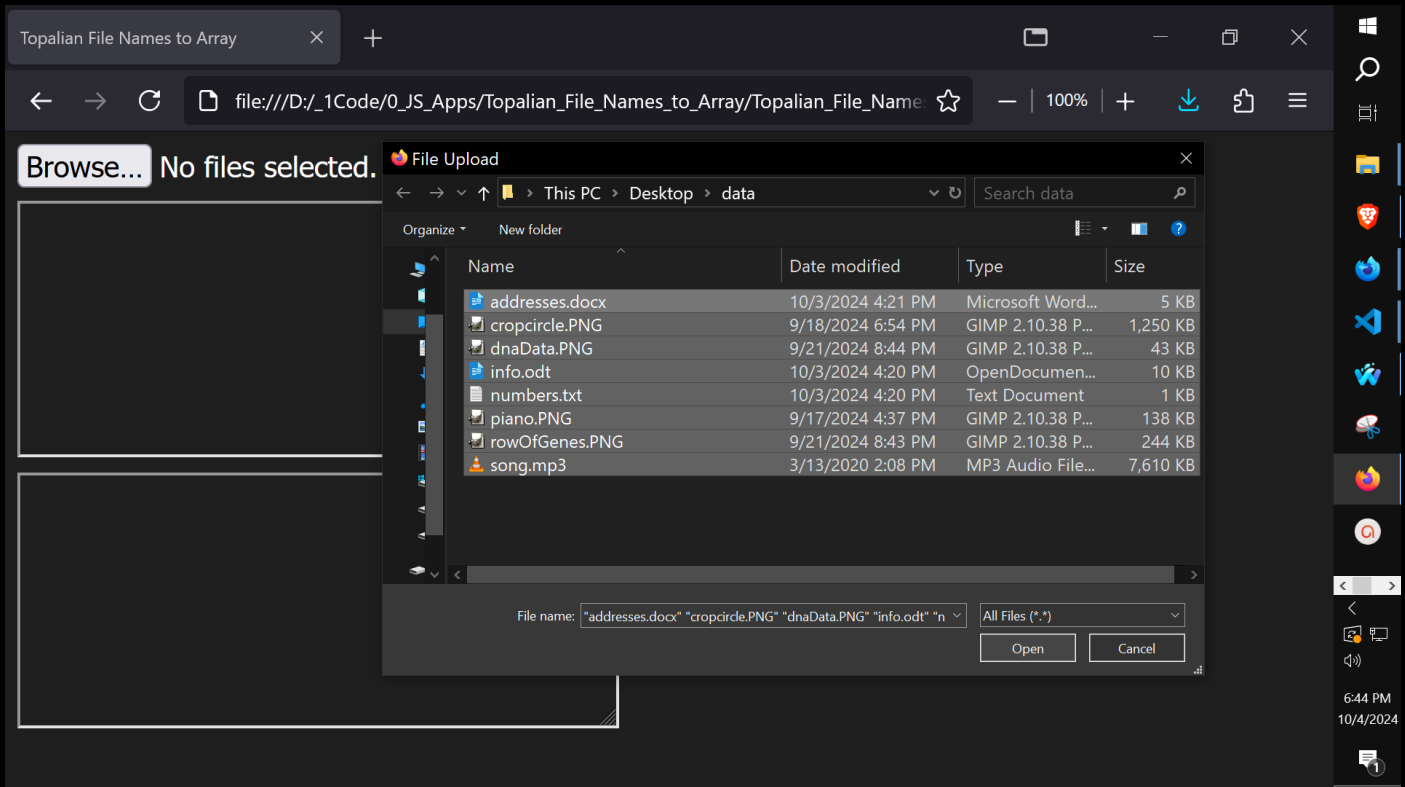 Topalian File Names to Array
file:///D:/_1Code/0_JS_Apps/Topalian_File_Names_to_Array/Topalian_File_Name
100%
Browse... No files selected.
File Upload
This PC > Desktop > data
Search data
Organize
New folder
?
Name Date modified Type Size
addresses.docx 10/3/2024 4:21 PM Microsoft Word... 5 KB
cropcircle.PNG 9/18/2024 6:54 PM GIMP 2.10.38 P... 1,250 KB
dnaData.PNG 9/21/2024 8:44 PM GIMP 2.10.38 P... 43 KB
info.odt 10/3/2024 4:20 PM OpenDocumen... 10 KB
numbers.txt 10/3/2024 4:20 PM Text Document 1 KB
piano.PNG 9/17/2024 4:37 PM GIMP 2.10.38 P... 138 KB
rowOfGenes.PNG 9/21/2024 8:43 PM GIMP 2.10.38 P... 244 KB
song.mp3 3/13/2020 2:08 PM MP3 Audio File... 7,610 KB
File name: "addresses.docx" "cropcircle.PNG" "dnaData.PNG" "info.odt" "n
All Files (*.*)
Open Cancel
6:44 PM
10/4/2024
1